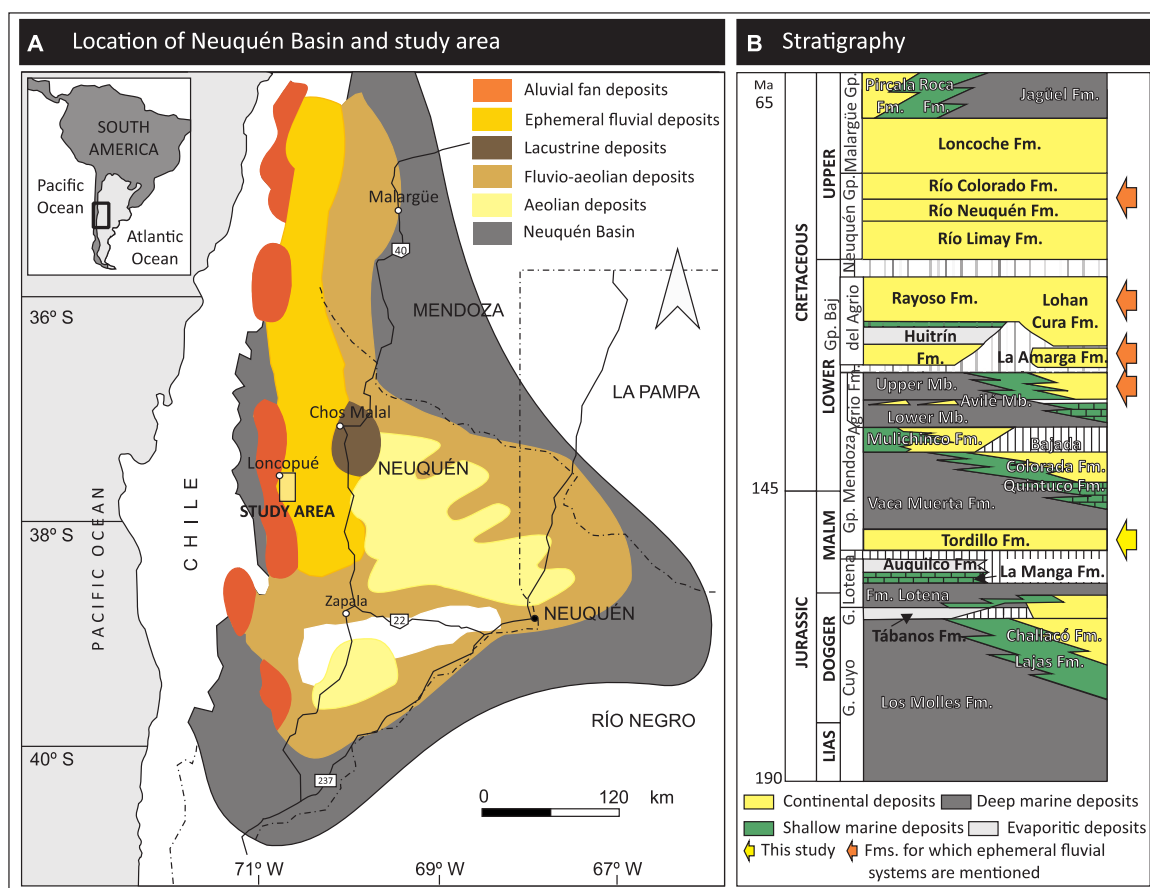 A Location of Neuquén Basin and study area
SOUTH
AMERICA
Pacific
Ocean
Atlantic
Ocean
Aluvial fan deposits
Ephemeral fluvial deposits
Lacustrine deposits
Fluvio-aeolian deposits
Aeolian deposits
Neuquén Basin
Malargüe
40
MENDOZA
36º S
LA PAMPA
Chos Malal
NEUQUÉN
Loncopué
STUDY AREA
PACIFIC OCEAN
CHILE
38º S
Zapala
22
NEUQUÉN
RÍO NEGRO
40º S
237
0 120 km
71º W 69º W 67º W
B Stratigraphy
Ma
65
145
190
CRETACEOUS
JURASSIC
UPPER
LOWER
MALM
DOGGER
LIAS
Malargüe Gp.
Neuquén Gp.
Gp. Baj
del Agrio
Agrio Fm.
Gp. Mendoza
G. Lotena
G. Cuyo
Pircala Roca
Fm. Fm.
Jagüel Fm.
Loncoche Fm.
Río Colorado Fm.
Río Neuquén Fm.
Río Limay Fm.
Rayoso Fm.
Lohan
Cura Fm.
Huitrín
Fm.
La Amarga Fm.
Upper Mb.
Avilé Mb.
Lower Mb.
Mulichinco Fm.
Bajada
Colorada Fm.
Quintuco Fm.
Vaca Muerta Fm.
Tordillo Fm.
Auquilco Fm.
La Manga Fm.
Fm. Lotena
Tábanos Fm.
Challacó Fm.
Lajas Fm.
Los Molles Fm.
Continental deposits
Deep marine deposits
Shallow marine deposits
Evaporitic deposits
This study
Fms. for which ephemeral fluvial
systems are mentioned